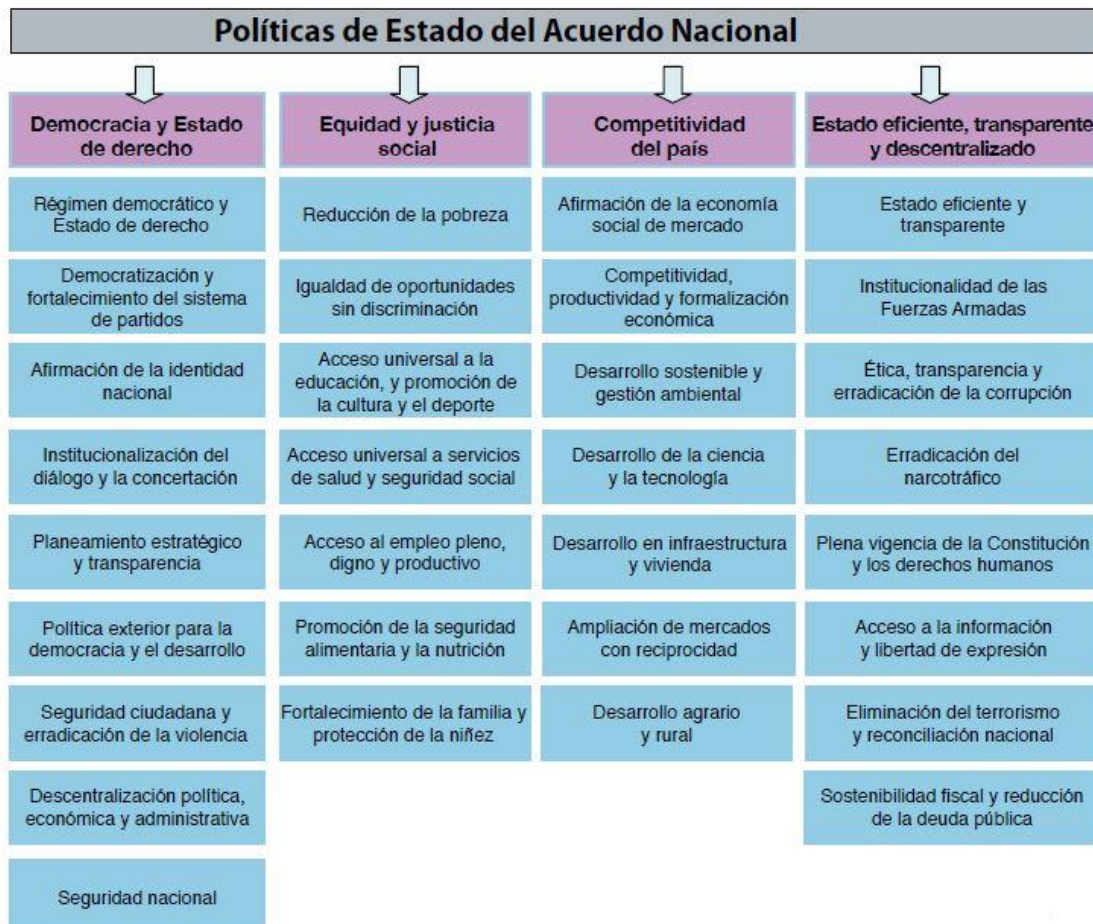 Políticas de Estado del Acuerdo Nacional
Democracia y Estado
de derecho
Régimen democrático y
Estado de derecho
Democratización y
fortalecimiento del sistema
de partidos
Afirmación de la identidad
nacional
Institucionalización del
diálogo y la concertación
Planeamiento estratégico
y transparencia
Política exterior para la
democracia y el desarrollo
Seguridad ciudadana y
erradicación de la violencia
Descentralización política,
económica y administrativa
Seguridad nacional
Equidad y justicia
social
Reducción de la pobreza
Igualdad de oportunidades
sin discriminación
Acceso universal a la
educación, y promoción de
la cultura y el deporte
Acceso universal a servicios
de salud y seguridad social
Acceso al empleo pleno,
digno y productivo
Promoción de la seguridad
alimentaria y la nutrición
Fortalecimiento de la familia y
protección de la niñez
Competitividad
del país
Afirmación de la economía
social de mercado
Competitividad,
productividad y formalización
económica
Desarrollo sostenible y
gestión ambiental
Desarrollo de la ciencia
y la tecnología
Desarrollo en infraestructura
y vivienda
Ampliación de mercados
con reciprocidad
Desarrollo agrario
y rural
Estado eficiente, transparente
y descentralizado
Estado eficiente y
transparente
Institucionalidad de las
Fuerzas Armadas
Ética, transparencia y
erradicación de la corrupción
Erradicación del
narcotráfico
Plena vigencia de la Constitución
y los derechos humanos
Acceso a la información
y libertad de expresión
Eliminación del terrorismo
y reconciliación nacional
Sostenibilidad fiscal y reducción
de la deuda pública